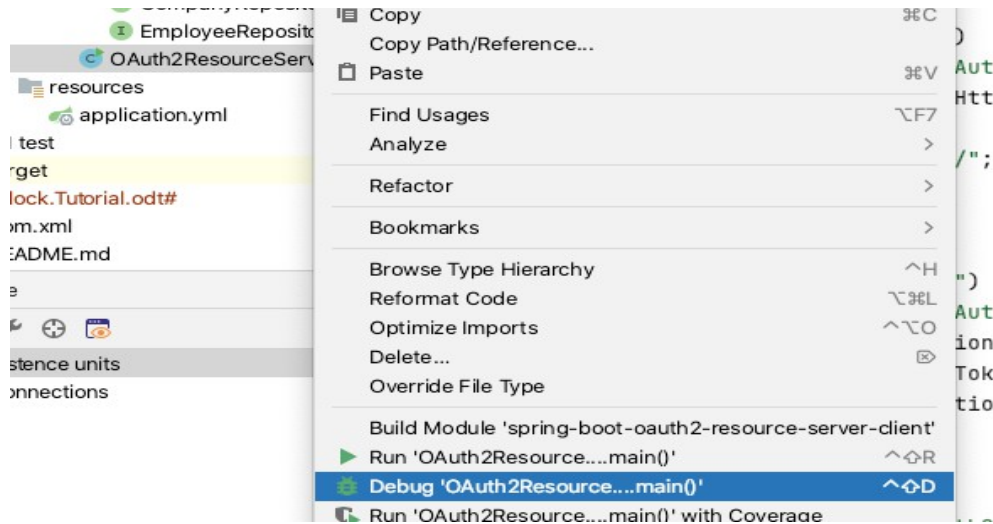 EmployeeReposito
OAuth2ResourceServ
resources
application.yml
test
rget
lock.Tutorial.odt#
om.xml
EADME.md
e
stence units
onnections
Copy ⌘C
Copy Path/Reference...
Paste ⌘V
Find Usages ⌥F7
Analyze >
Refactor >
Bookmarks >
Browse Type Hierarchy ^H
Reformat Code ⌥⌘L
Optimize Imports ^⌥O
Delete... ⌦
Override File Type
Build Module 'spring-boot-oauth2-resource-server-client'
Run 'OAuth2Resource....main()' ^⇧R
Debug 'OAuth2Resource....main()' ^⇧D
Run 'OAuth2Resource....main()' with Coverage
)
Aut
Htt
/";
")
Aut
ion
Tok
tio